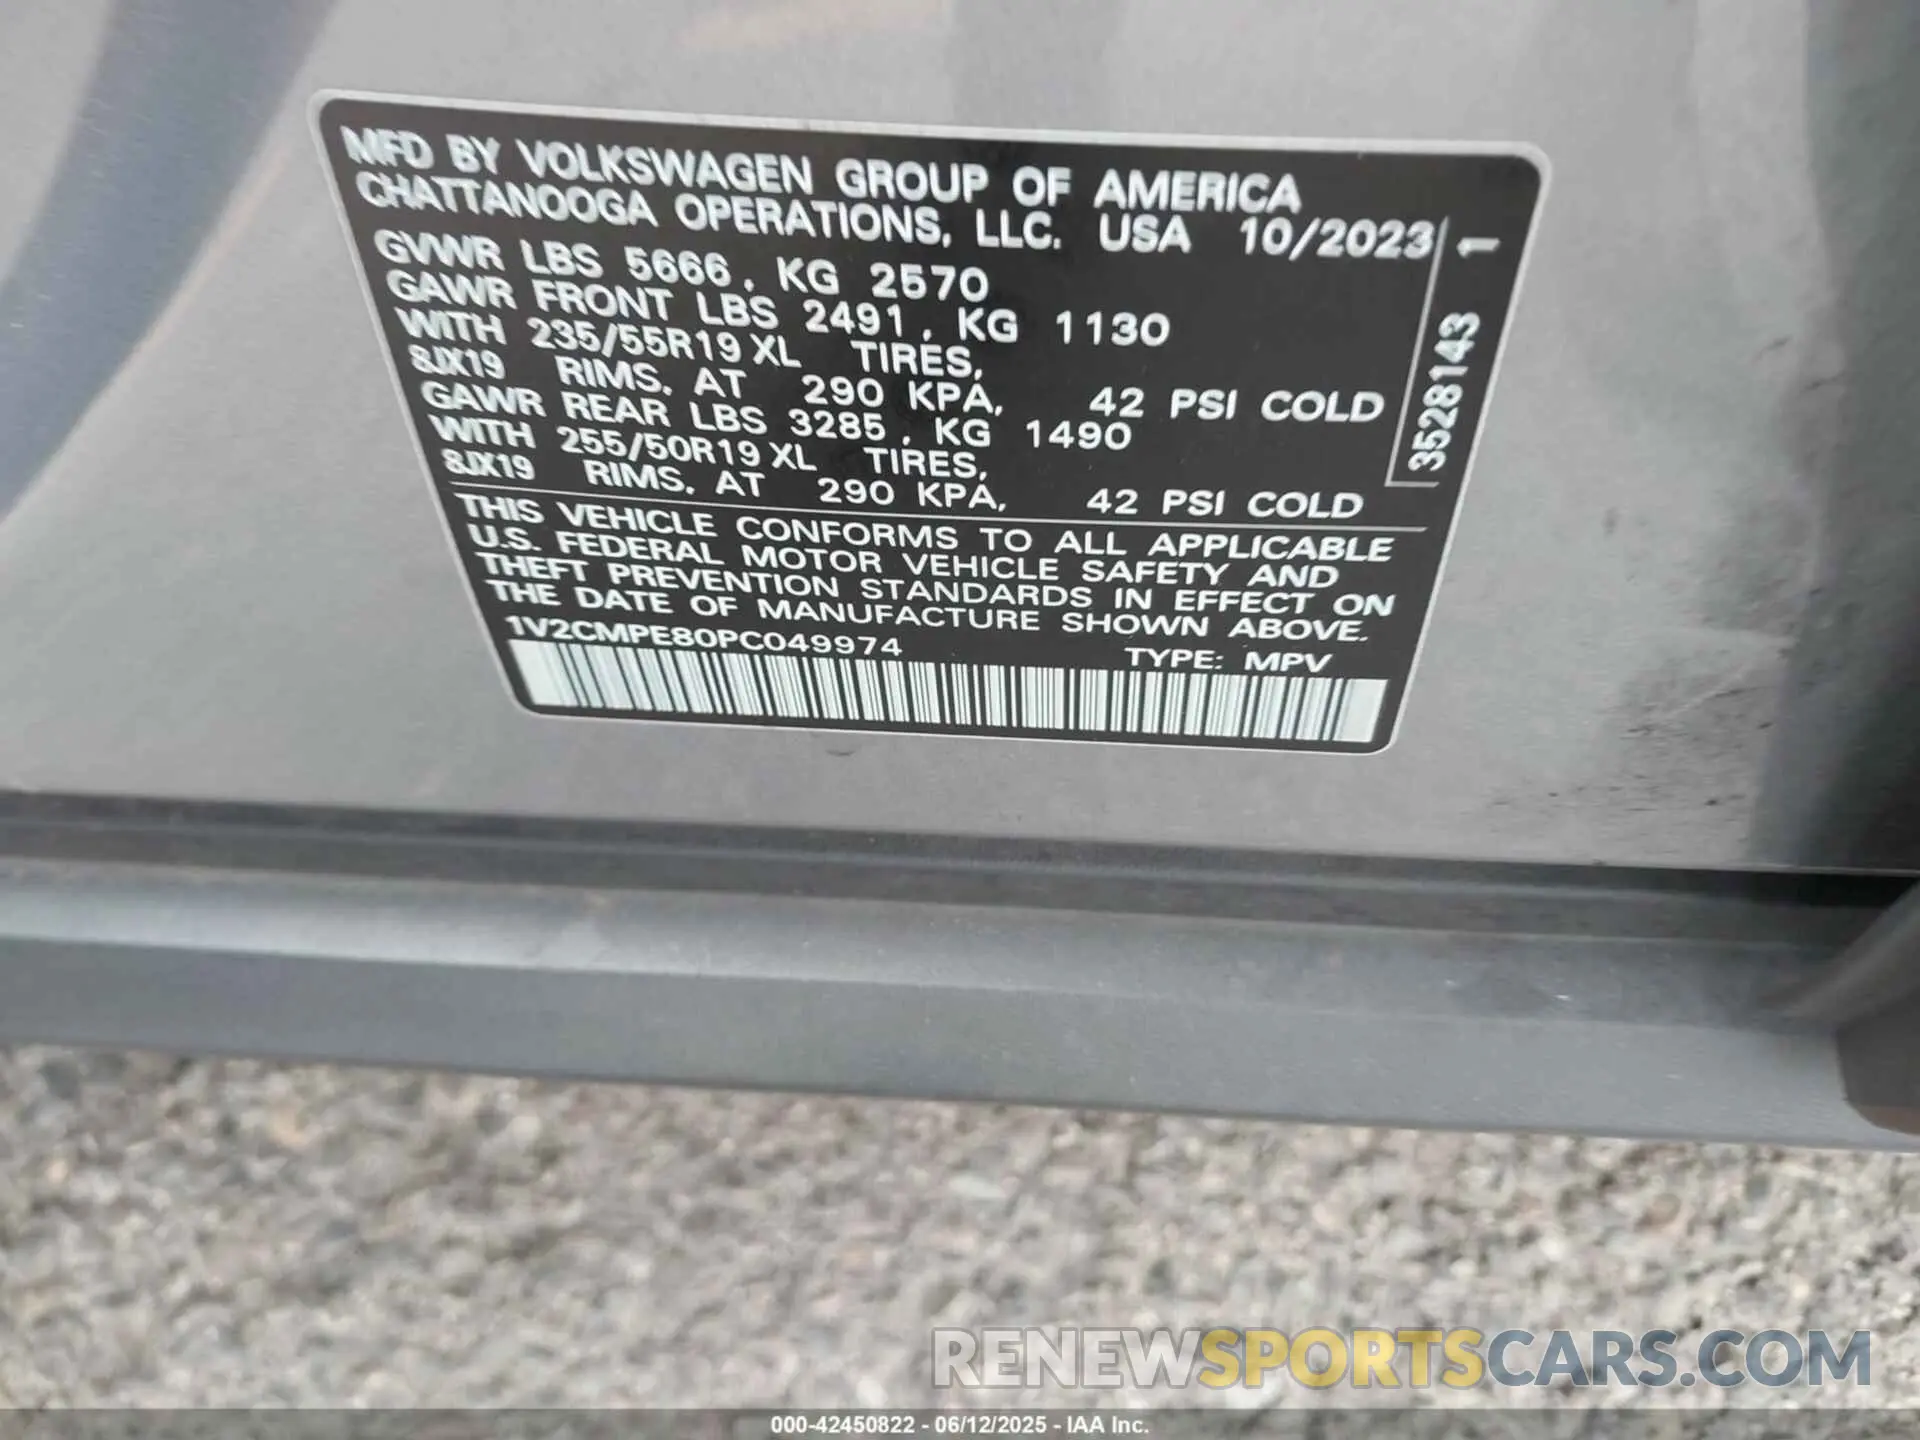 MFD BY VOLKSWAGEN GROUP OF AMERICA
CHATTANOOGA OPERATIONS, LLC. USA 10/2023
GVWR LBS 5666, KG 2570
GAWR FRONT LBS 2491, KG 1130
WITH 235/55R19 XL TIRES,
8JX19 RIMS, AT 290 KPA, 42 PSI COLD
GAWR REAR LBS 3285, KG 1490
WITH 255/50R19 XL TIRES,
8JX19 RIMS, AT 290 KPA, 42 PSI COLD
3528143 1
THIS VEHICLE CONFORMS TO ALL APPLICABLE
U.S. FEDERAL MOTOR VEHICLE SAFETY AND
THEFT PREVENTION STANDARDS IN EFFECT ON
THE DATE OF MANUFACTURE SHOWN ABOVE.
1V2CMPE80PC049974 TYPE: MPV
RENEWSPORTSCARS.COM
000-42450822 - 06/12/2025 - IAA Inc.